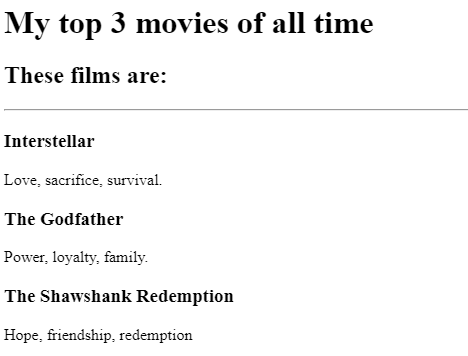 My top 3 movies of all time
These films are:
Interstellar
Love, sacrifice, survival.
The Godfather
Power, loyalty, family.
The Shawshank Redemption
Hope, friendship, redemption